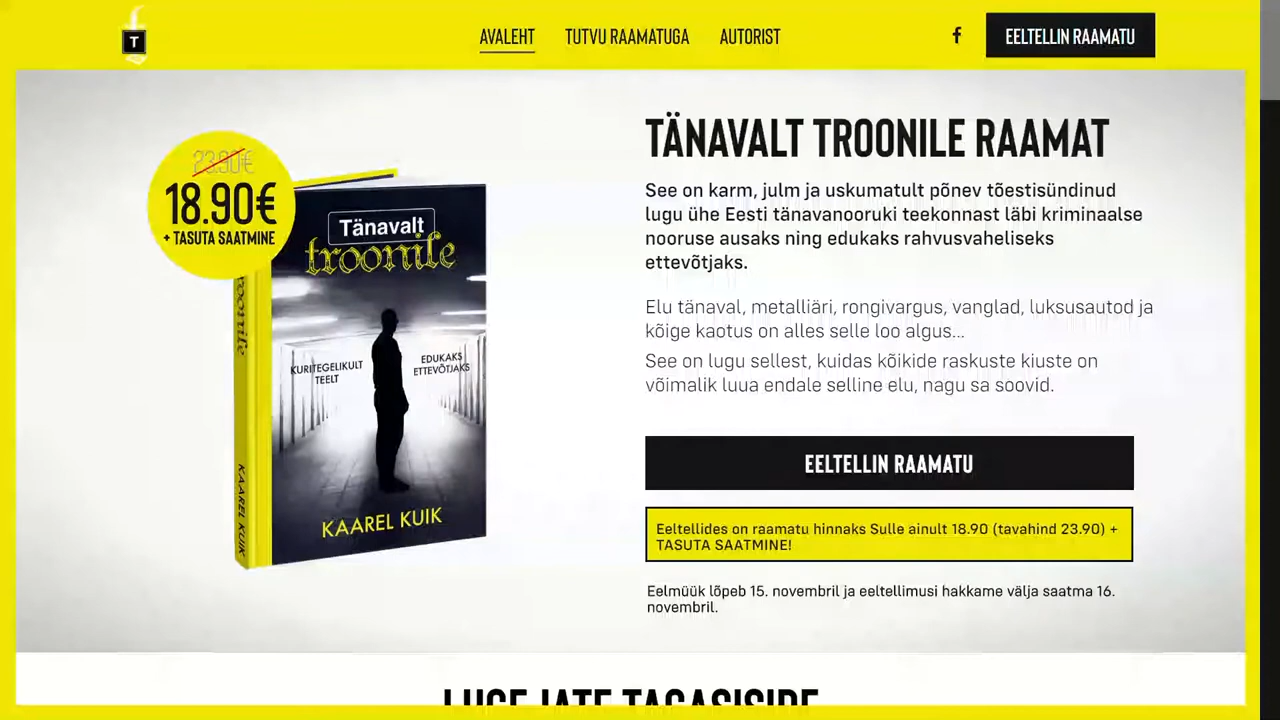 T
AVALEHT
TUTVU RAAMATUGA
AUTORIST
EELTELLIN RAAMATU
23.90€
18.90€
+ TASUTA SAATMINE
Tänavalt
troonile
KURITEGELIKULT
TEELT
EDUKAKS
ETTEVÕTJAKS
KAAREL KUIK
troonile
KAAREL KUIK
TÄNAVALT TROONILE RAAMAT
See on karm, julm ja uskumatult põnev tõestisündinud
lugu ühe Eesti tänavanooruki teekonnast läbi kriminaalse
nooruse ausaks ning edukaks rahvusvaheliseks
ettevõtjaks.
Elu tänaval, metalliäri, rongivargus, vanglad, luksusautod ja
kõige kaotus on alles selle loo algus...
See on lugu sellest, kuidas kõikide raskuste kiuste on
võimalik luua endale selline elu, nagu sa soovid.
EELTELLIN RAAMATU
Eeltellides on raamatu hinnaks Sulle ainult 18.90 (tavahind 23.90) +
TASUTA SAATMINE!
Eelmüük lõpeb 15. novembril ja eeltellimusi hakkame välja saatma 16.
novembril.
LUGEJATE TAGASISIDE